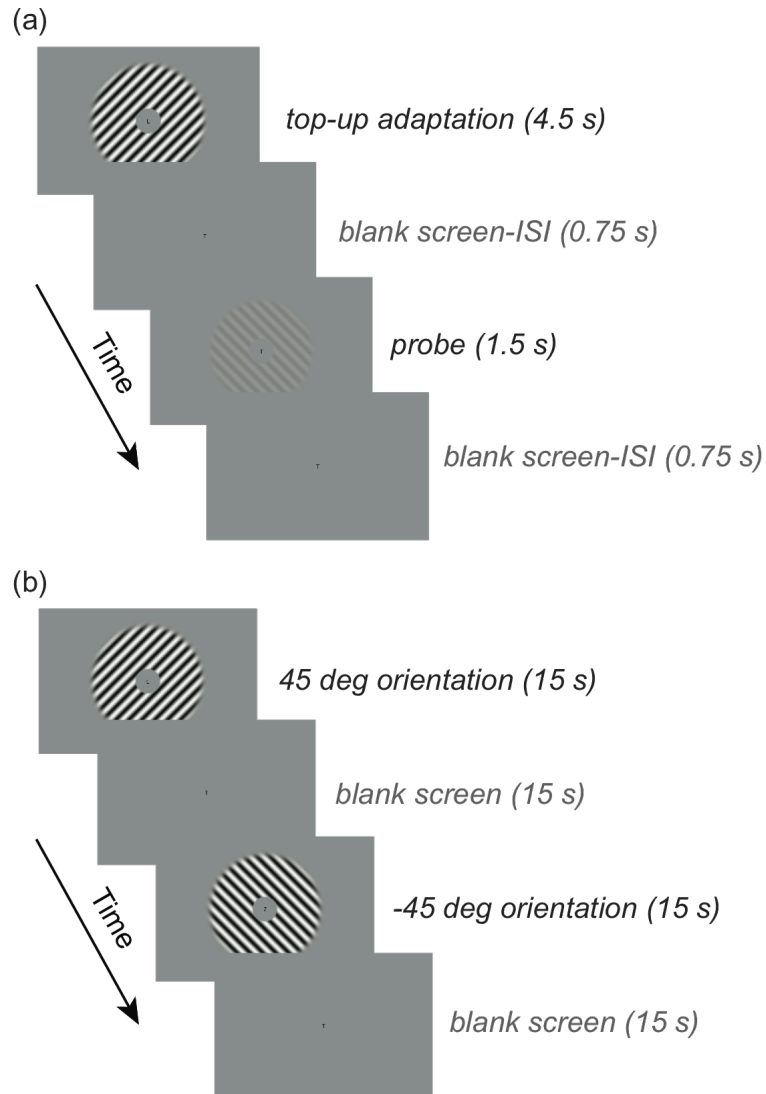 (a)
top-up adaptation (4.5 s)
blank screen-ISI (0.75 s)
probe (1.5 s)
blank screen-ISI (0.75 s)
Time
(b)
45 deg orientation (15 s)
blank screen (15 s)
-45 deg orientation (15 s)
blank screen (15 s)
Time